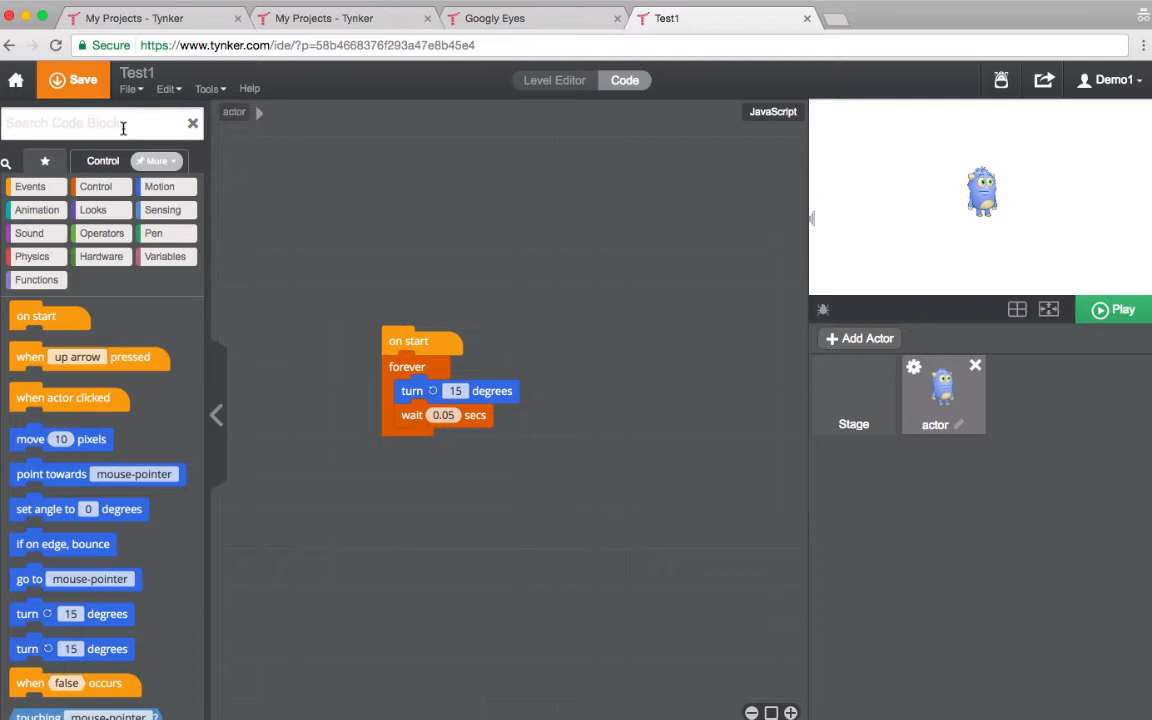 My Projects - Tynker
My Projects - Tynker
Googly Eyes
Test1
Secure https://www.tynker.com/ide/?p=58b4668376f293a47e8b45e4
Save
Test1
File Edit Tools Help
Level Editor Code
Demo1
Search Code Blocks
actor
JavaScript
Control More
Events Control Motion
Animation Looks Sensing
Sound Operators Pen
Physics Hardware Variables
Functions
on start
when up arrow pressed
when actor clicked
move 10 pixels
point towards mouse-pointer
set angle to 0 degrees
if on edge, bounce
go to mouse-pointer
turn 15 degrees
turn 15 degrees
when false occurs
touching mouse-pointer ?
on start
forever
turn 15 degrees
wait 0.05 secs
Play
+ Add Actor
Stage
actor